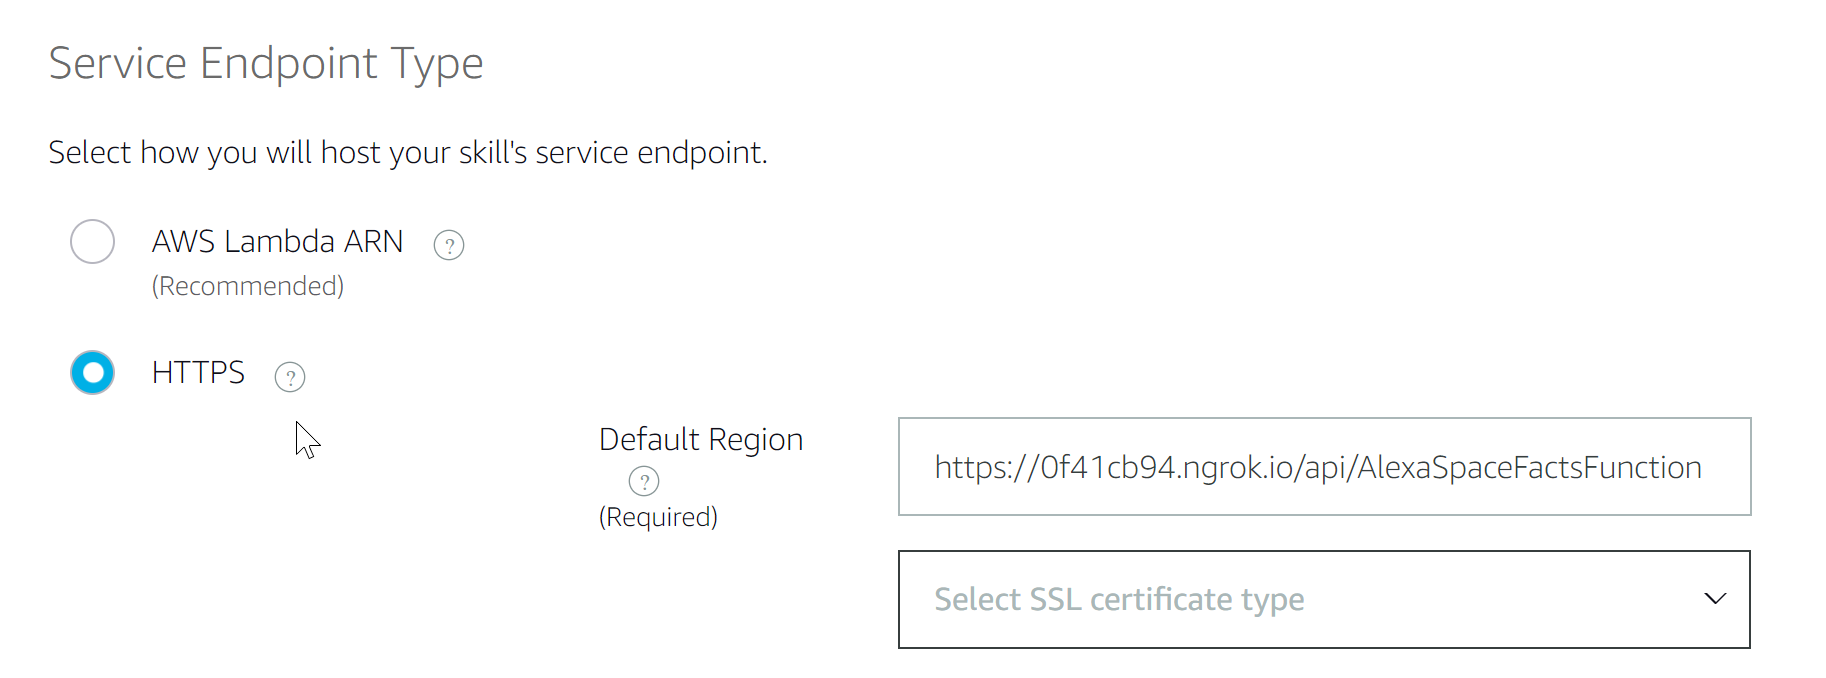 Service Endpoint Type
Select how you will host your skill's service endpoint.
AWS Lambda ARN ?
(Recommended)
HTTPS ?
Default Region
?
(Required)
https://0f41cb94.ngrok.io/api/AlexaSpaceFactsFunction
Select SSL certificate type